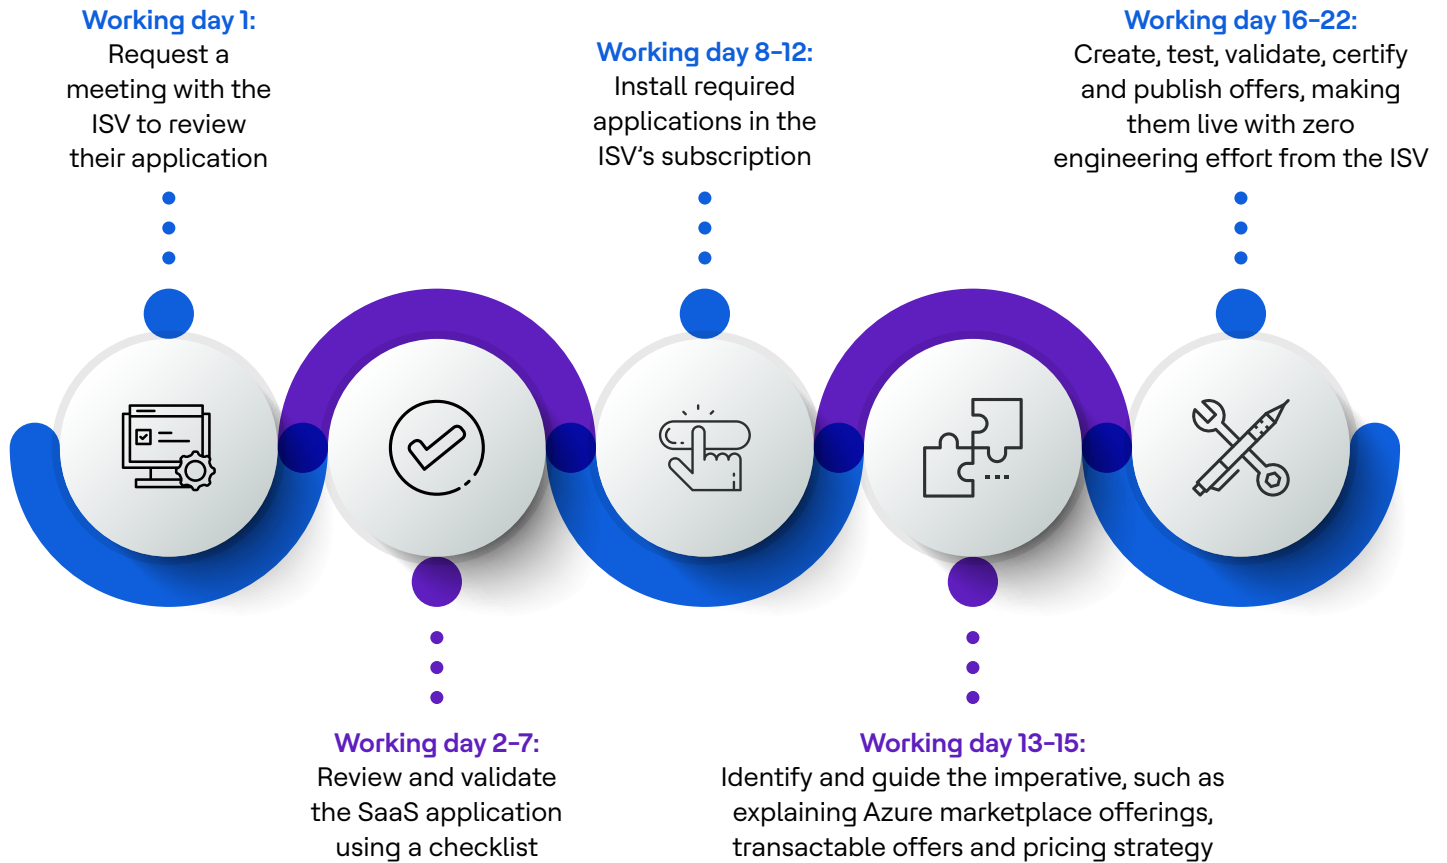 Working day 1:
Request a
meeting with the
ISV to review
their application
Working day 2-7:
Review and validate
the SaaS application
using a checklist
Working day 8-12:
Install required
applications in the
ISV's subscription
Working day 13-15:
Identify and guide the imperative, such as
explaining Azure marketplace offerings,
transactable offers and pricing strategy
Working day 16-22:
Create, test, validate, certify
and publish offers, making
them live with zero
engineering effort from the ISV